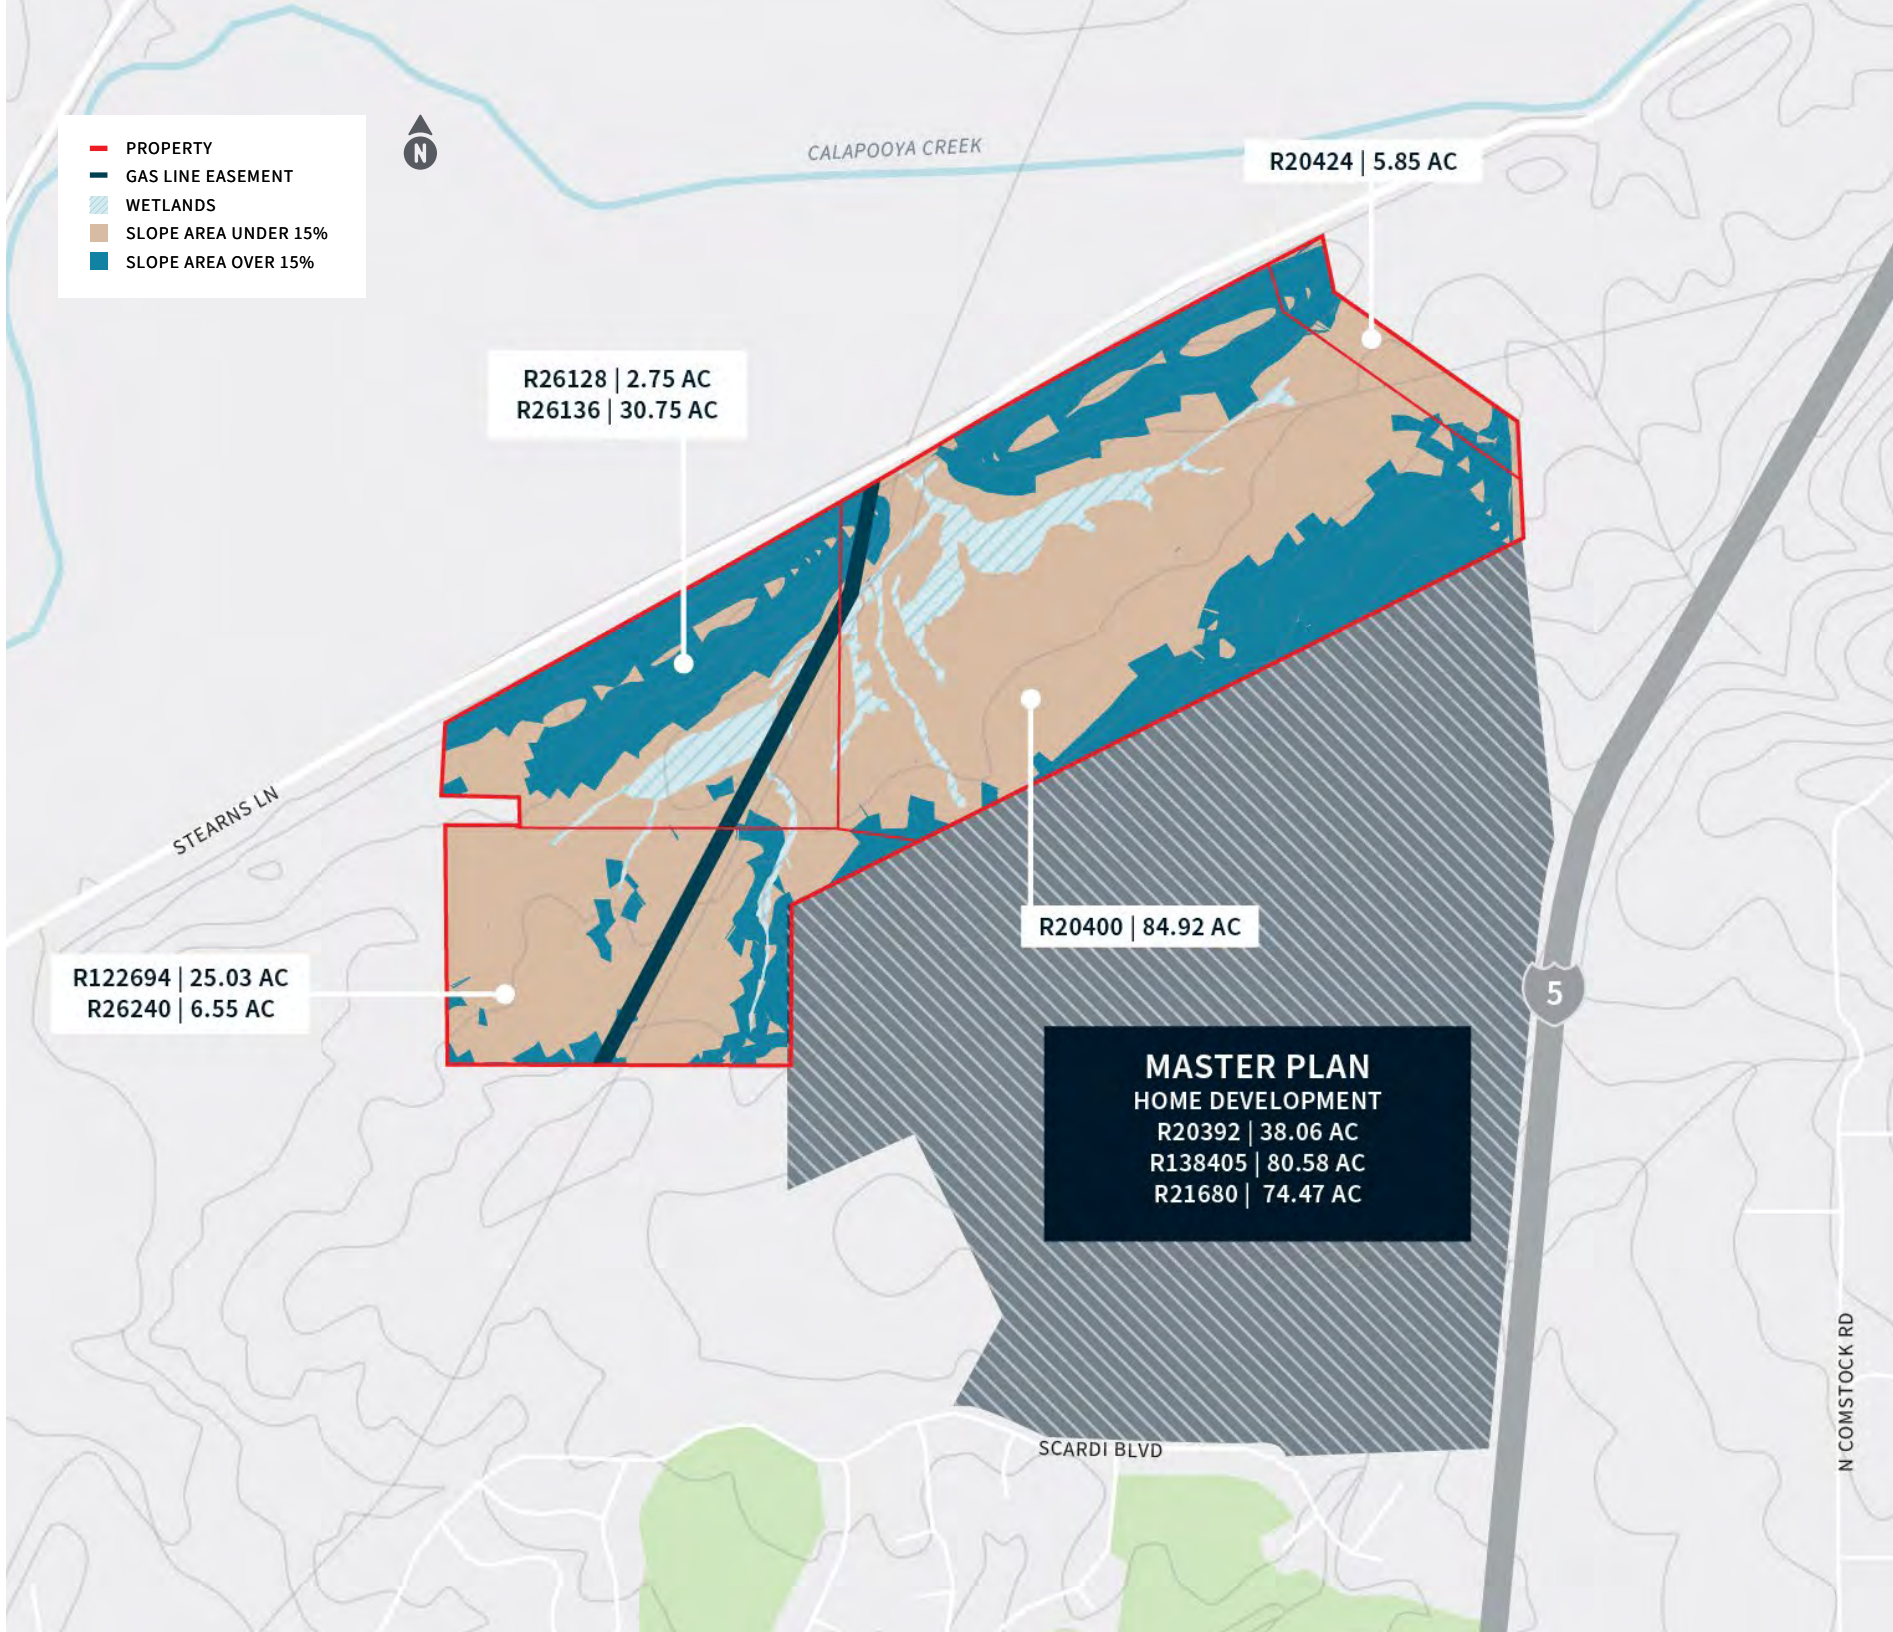 CALAPOOYA CREEK
N
PROPERTY
GAS LINE EASEMENT
WETLANDS
SLOPE AREA UNDER 15%
SLOPE AREA OVER 15%
R20424 | 5.85 AC
R26128 | 2.75 AC
R26136 | 30.75 AC
STEARNS LN
R20400 | 84.92 AC
R122694 | 25.03 AC
R26240 | 6.55 AC
5
MASTER PLAN
HOME DEVELOPMENT
R20392 | 38.06 AC
R138405 | 80.58 AC
R21680 | 74.47 AC
SCARDI BLVD
N COMSTOCK RD